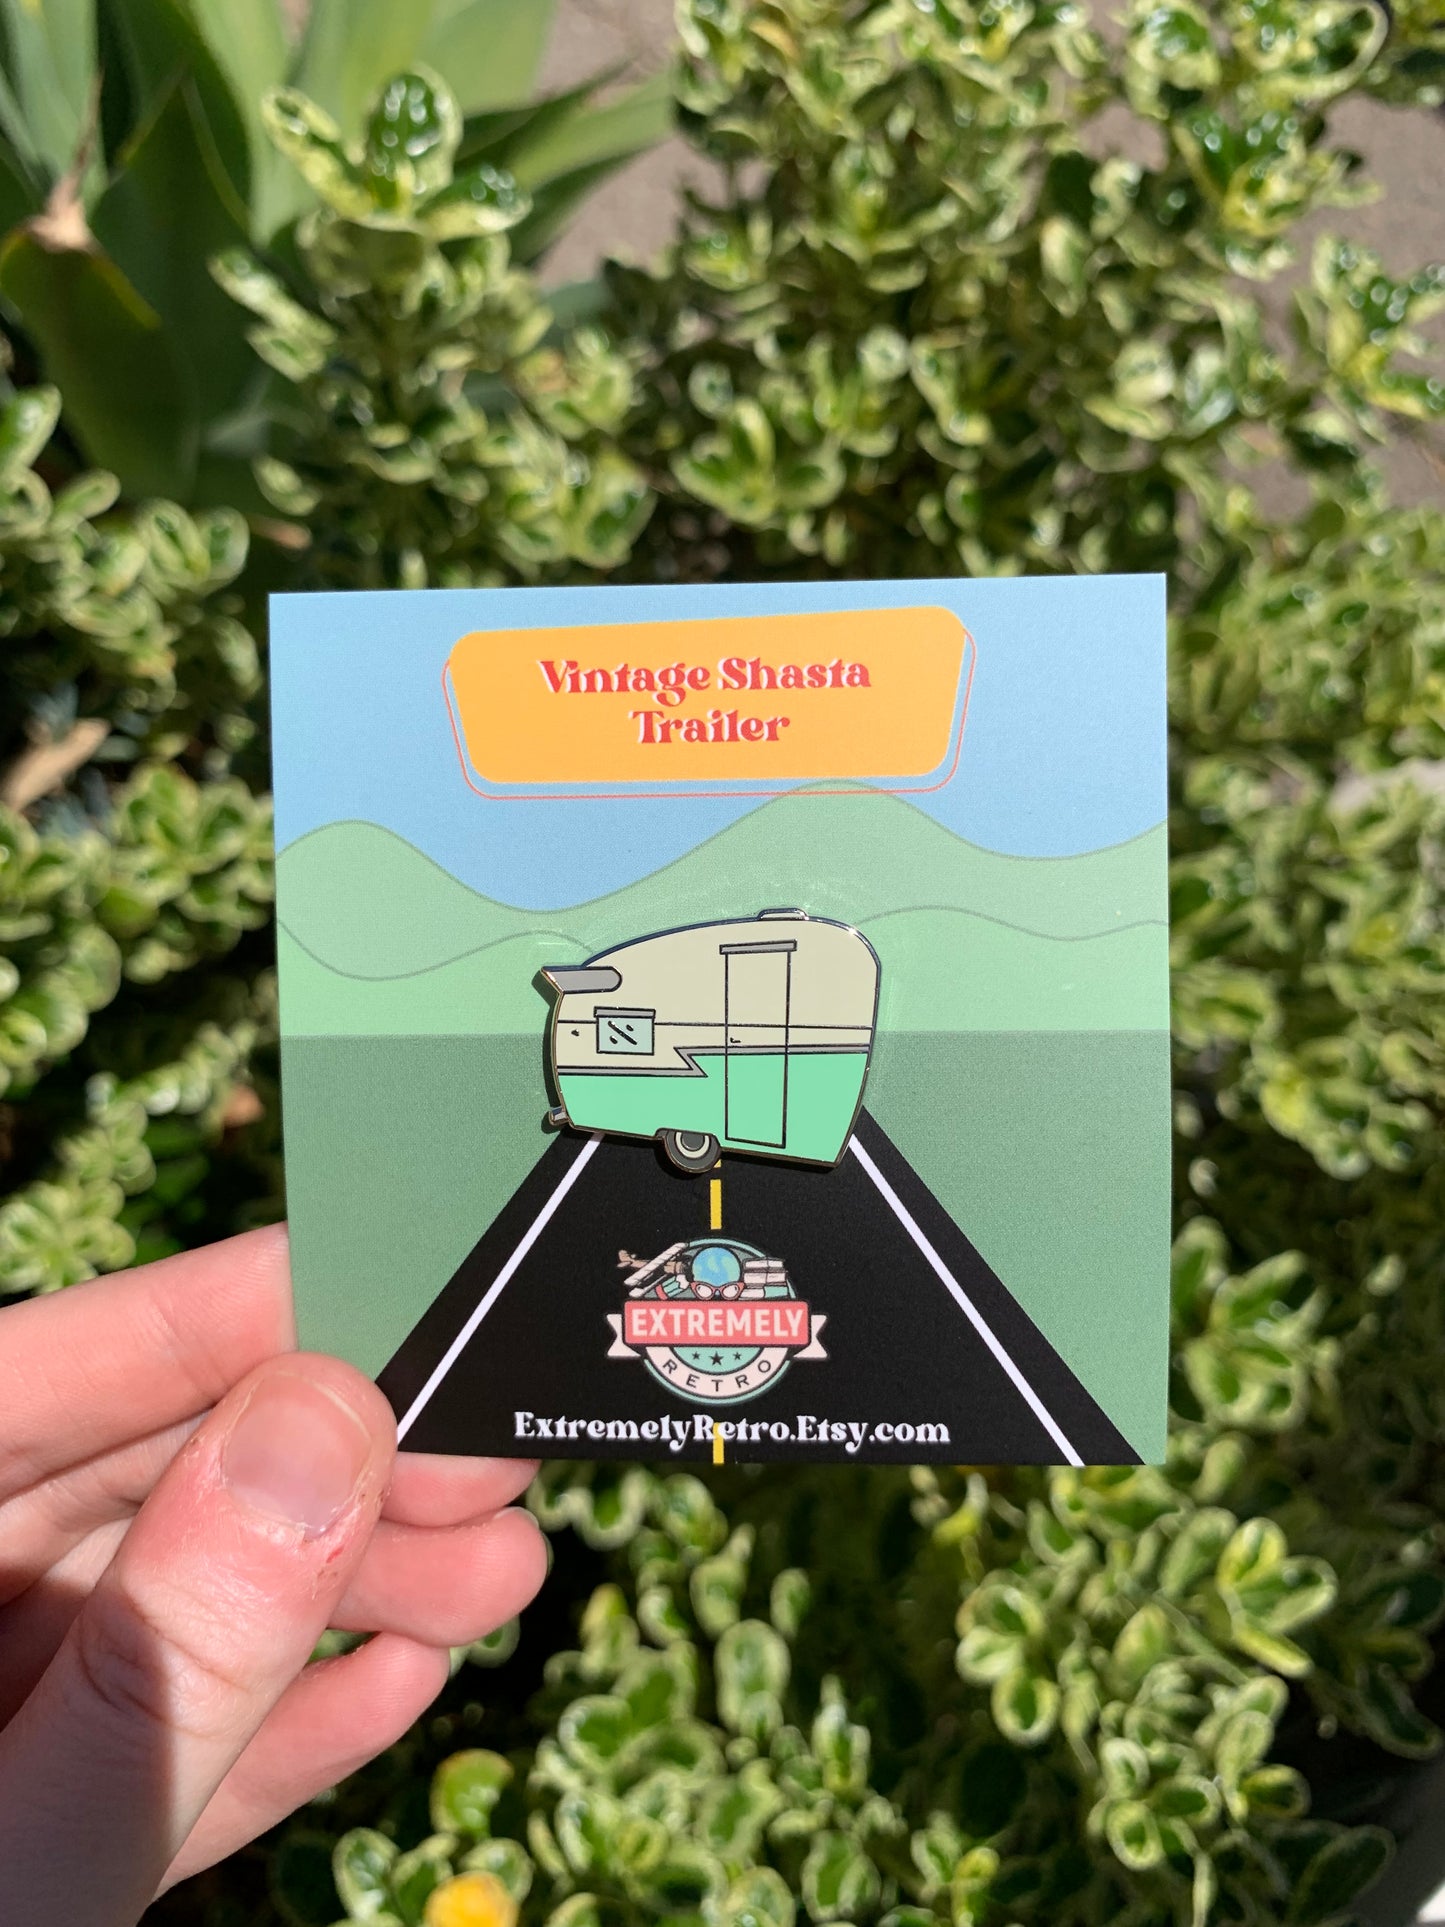 Vintage Shasta
Trailer
EXTREMELY
RETRO
ExtremelyRetro.Etsy.com